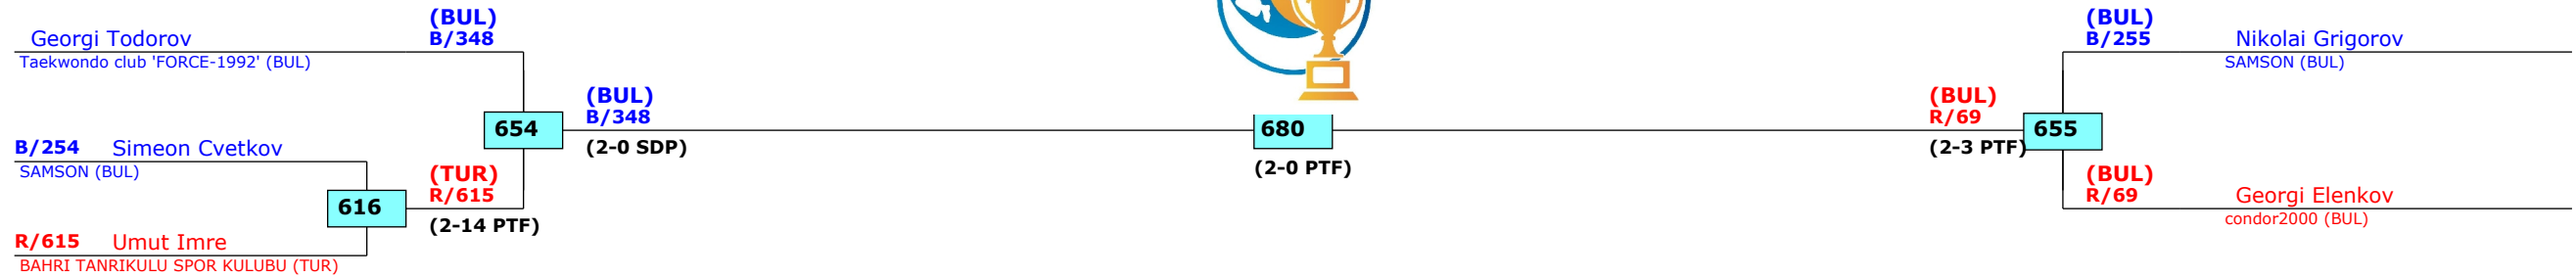 (BUL)
B/348
Georgi Todorov
Taekwondo club 'FORCE-1992' (BUL)
654
(BUL)
B/348
(2-0 SDP)
B/254 Simeon Cvetkov
SAMSON (BUL)
616
(TUR)
R/615
(2-14 PTF)
R/615 Umut Imre
BAHRI TANRIKULU SPOR KULUBU (TUR)
680
(2-0 PTF)
(BUL)
B/255 Nikolai Grigorov
SAMSON (BUL)
(BUL)
R/69
(2-3 PTF)
655
(BUL)
R/69 Georgi Elenkov
condor2000 (BUL)